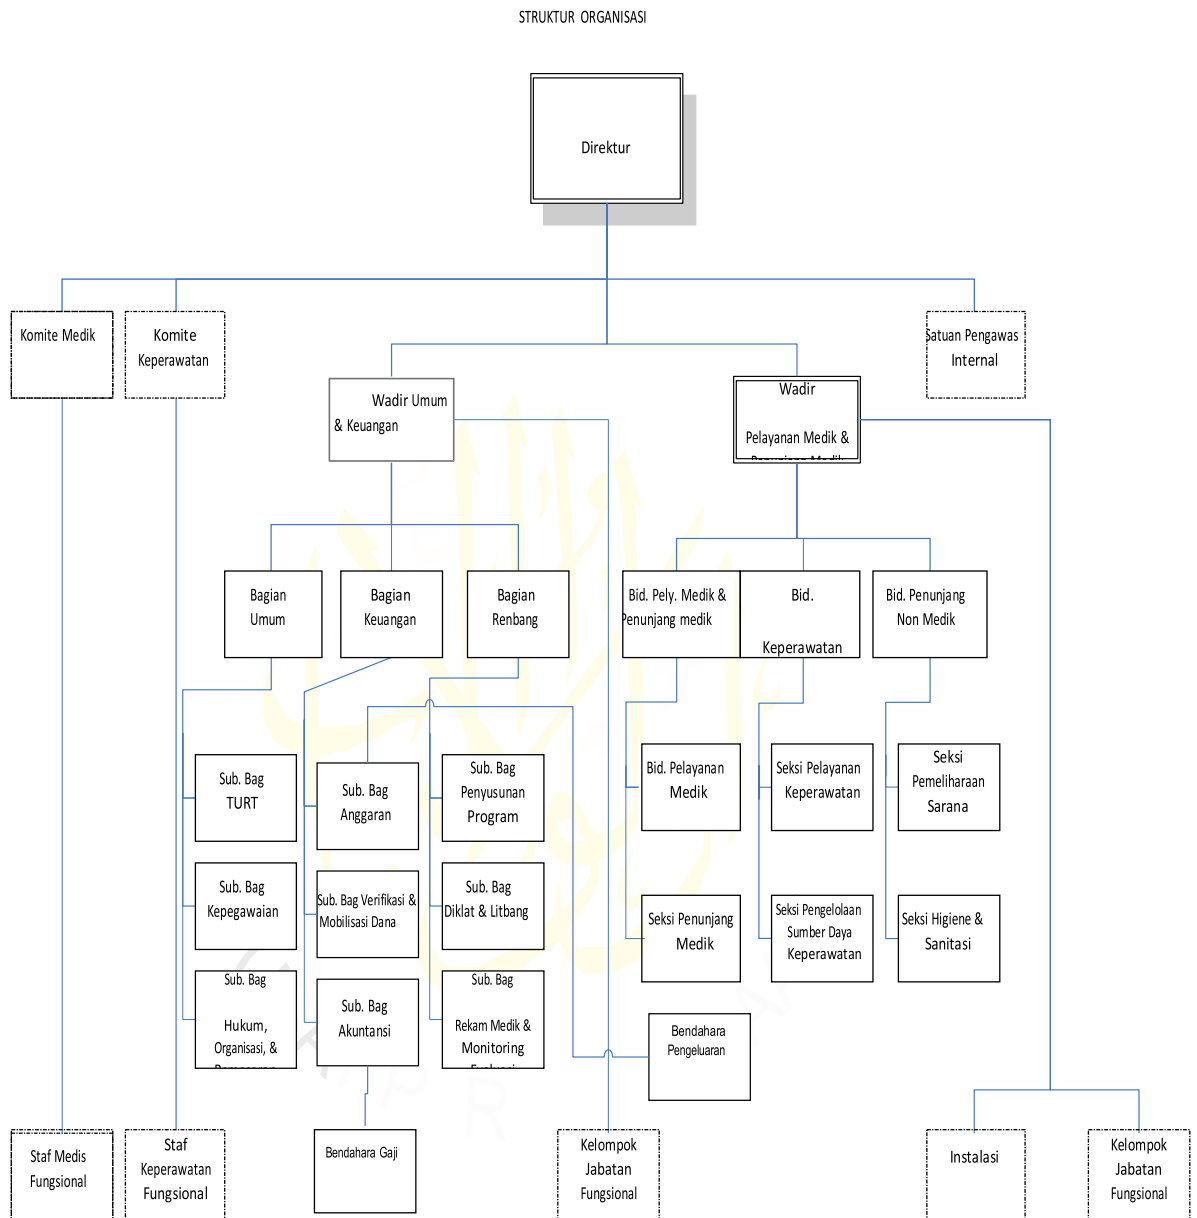 STRUKTUR ORGANISASI
Direktur
Komite Medik
Komite
Keperawatan
Satuan Pengawas
Internal
Wadir Umum
& Keuangan
Wadir
Pelayanan Medik &
Bagian
Umum
Bagian
Keuangan
Bagian
Renbang
Bid. Pely. Medik &
Penunjang medik
Bid.
Keperawatan
Bid. Penunjang
Non Medik
Sub. Bag
TURT
Sub. Bag
Anggaran
Sub. Bag
Penyusunan
Program
Bid. Pelayanan
Medik
Seksi Pelayanan
Keperawatan
Seksi
Pemeliharaan
Sarana
Sub. Bag
Kepegawaian
Sub. Bag Verifikasi &
Mobilisasi Dana
Sub. Bag
Diklat & Litbang
Seksi Penunjang
Medik
Seksi Pengelolaan
Sumber Daya
Keperawatan
Seksi Higiene &
Sanitasi
Sub. Bag
Hukum,
Organisasi, &
Sub. Bag
Akuntansi
Sub. Bag
Rekam Medik &
Monitoring
Bendahara
Pengeluaran
Staf Medis
Fungsional
Staf
Keperawatan
Fungsional
Bendahara Gaji
Kelompok
Jabatan
Fungsional
Instalasi
Kelompok
Jabatan
Fungsional